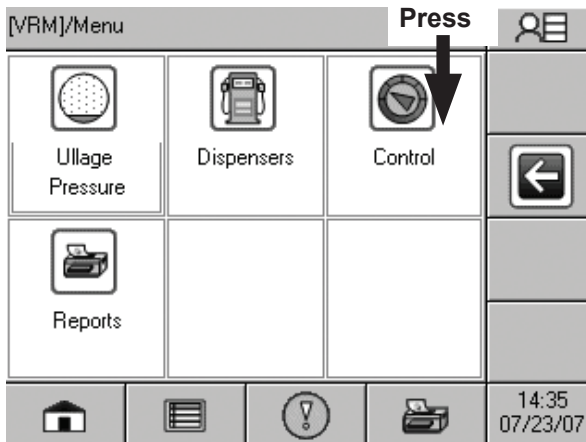 [VRM]/Menu
Press
Ullage
Pressure
Dispensers
Control
Reports
14:35
07/23/07